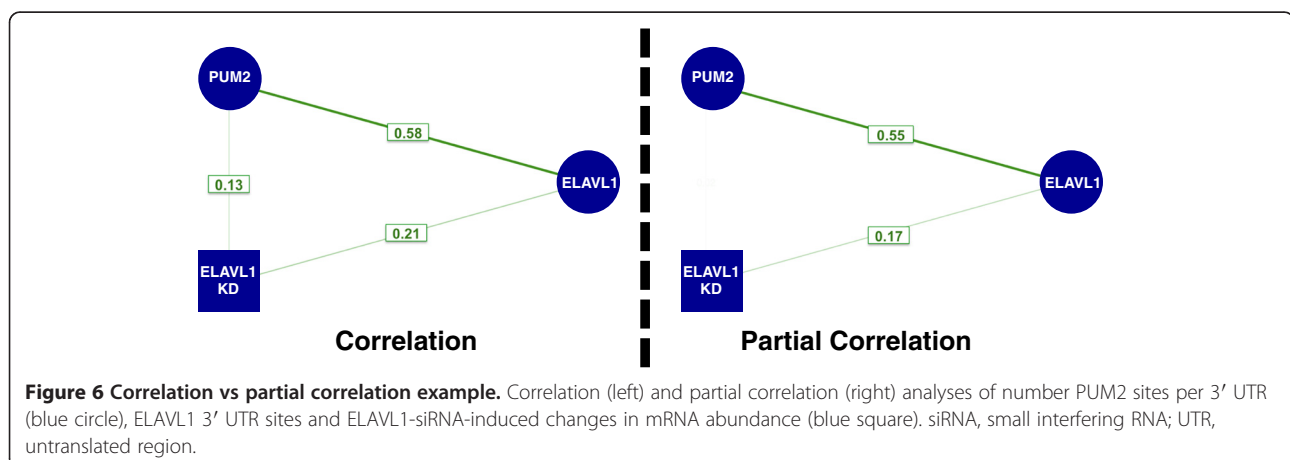 PUM2
0.58
ELAVL1
0.13
0.21
ELAVL1
KD
Correlation
PUM2
0.55
ELAVL1
0.17
ELAVL1
KD
Partial Correlation
Figure 6 Correlation vs partial correlation example. Correlation (left) and partial correlation (right) analyses of number PUM2 sites per 3′ UTR
(blue circle), ELAVL1 3′ UTR sites and ELAVL1-siRNA-induced changes in mRNA abundance (blue square). siRNA, small interfering RNA; UTR,
untranslated region.